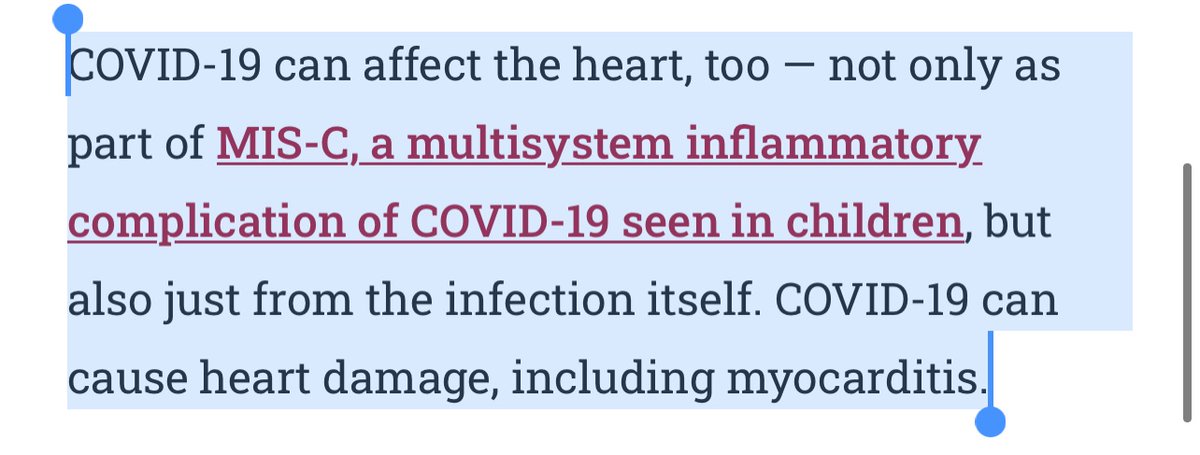 COVID-19 can affect the heart, too — not only as
part of MIS-C, a multisystem inflammatory
complication of COVID-19 seen in children, but
also just from the infection itself. COVID-19 can
cause heart damage, including myocarditis.